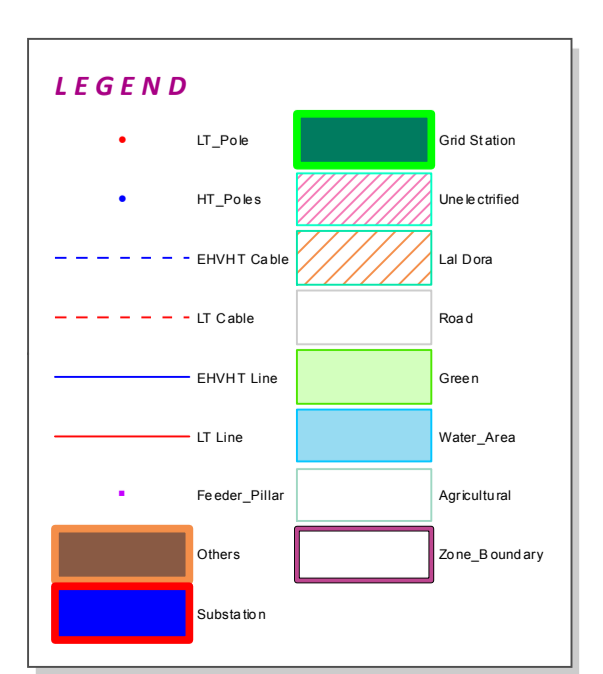 LEGEND
LT_Pole
HT_Poles
EHVHT Cable
LT Cable
EHVHT Line
LT Line
Feeder_Pillar
Others
Substation
Grid Station
Unelectrified
Lal Dora
Road
Green
Water_Area
Agricultural
Zone_Boundary